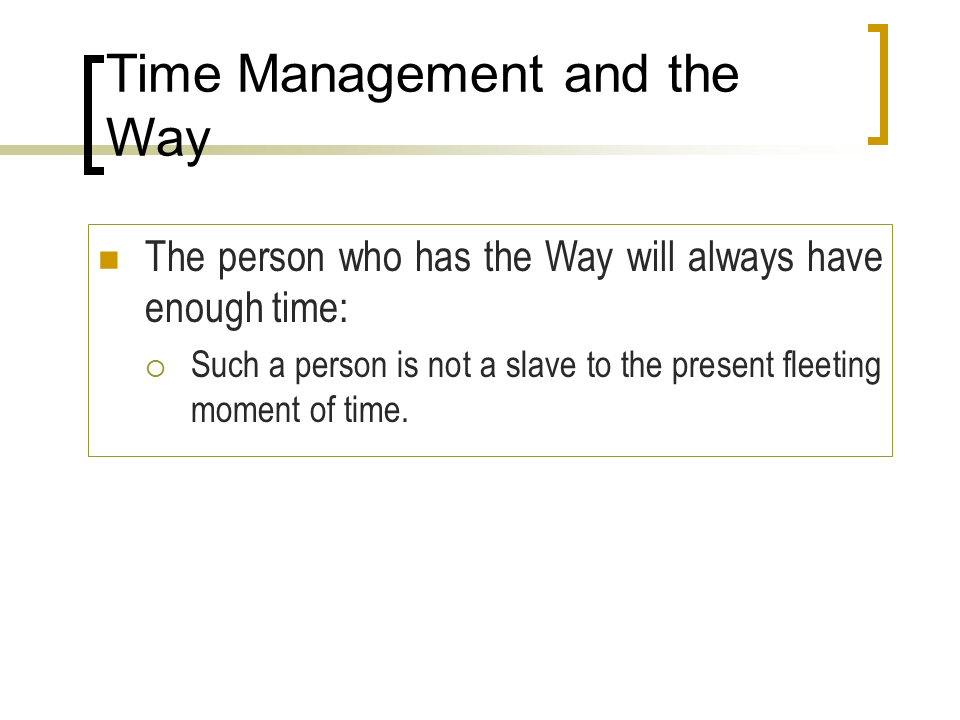 Time Management and the
Way
The person who has the Way will always have
enough time:
Such a person is not a slave to the present fleeting
moment of time.